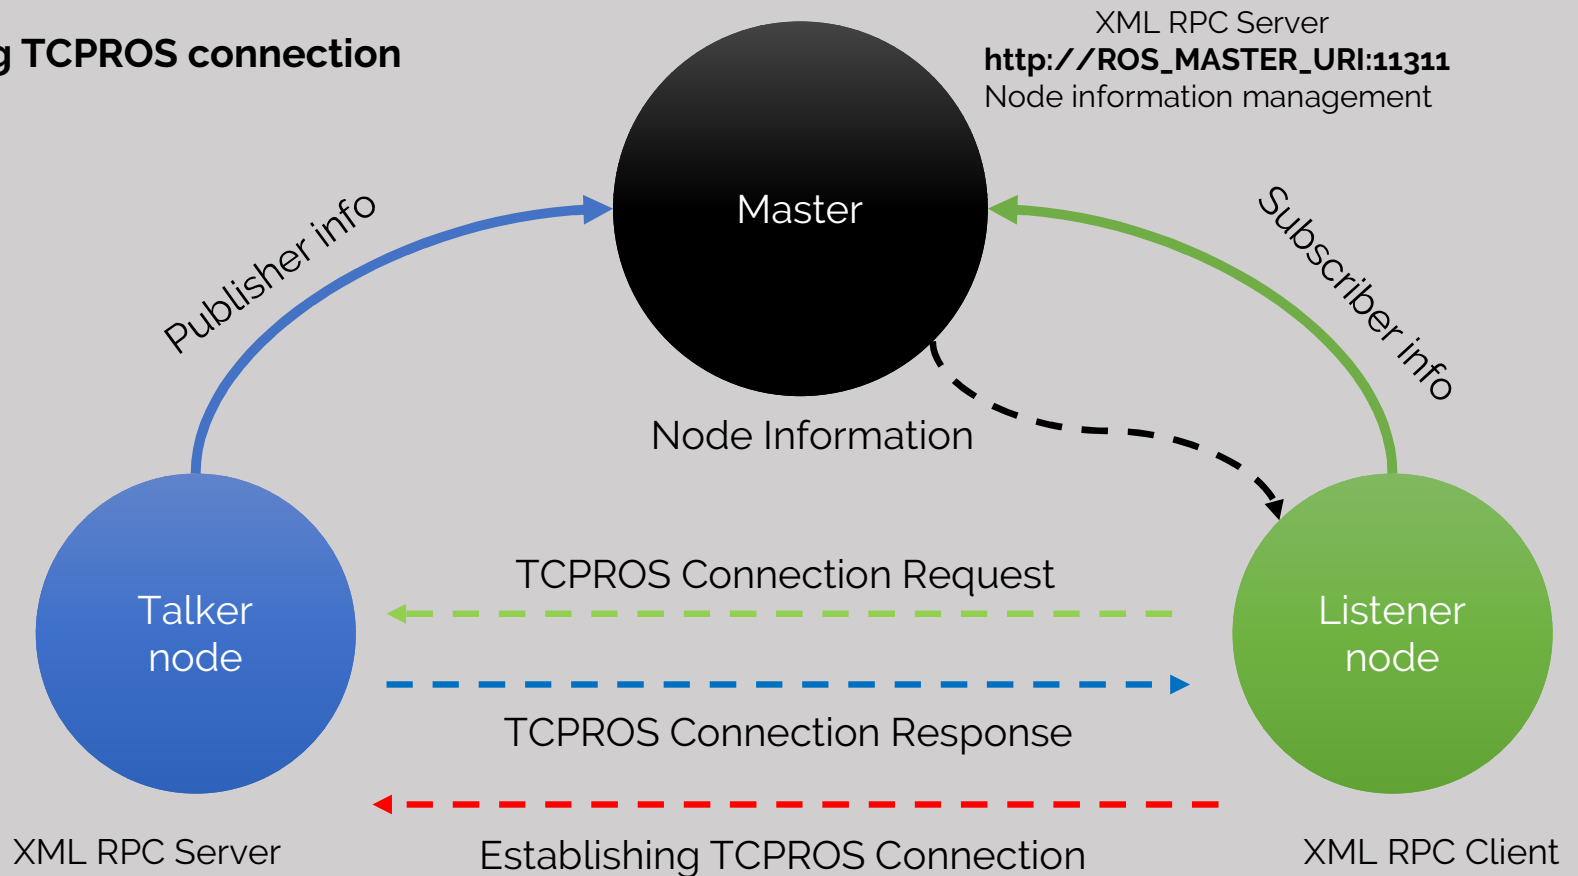 g TCPROS connection
XML RPC Server
http://ROS_MASTER_URI:11311
Node information management
Master
Publisher info
Subscriber info
Node Information
TCPROS Connection Request
Talker
node
Listener
node
TCPROS Connection Response
XML RPC Server
Establishing TCPROS Connection
XML RPC Client